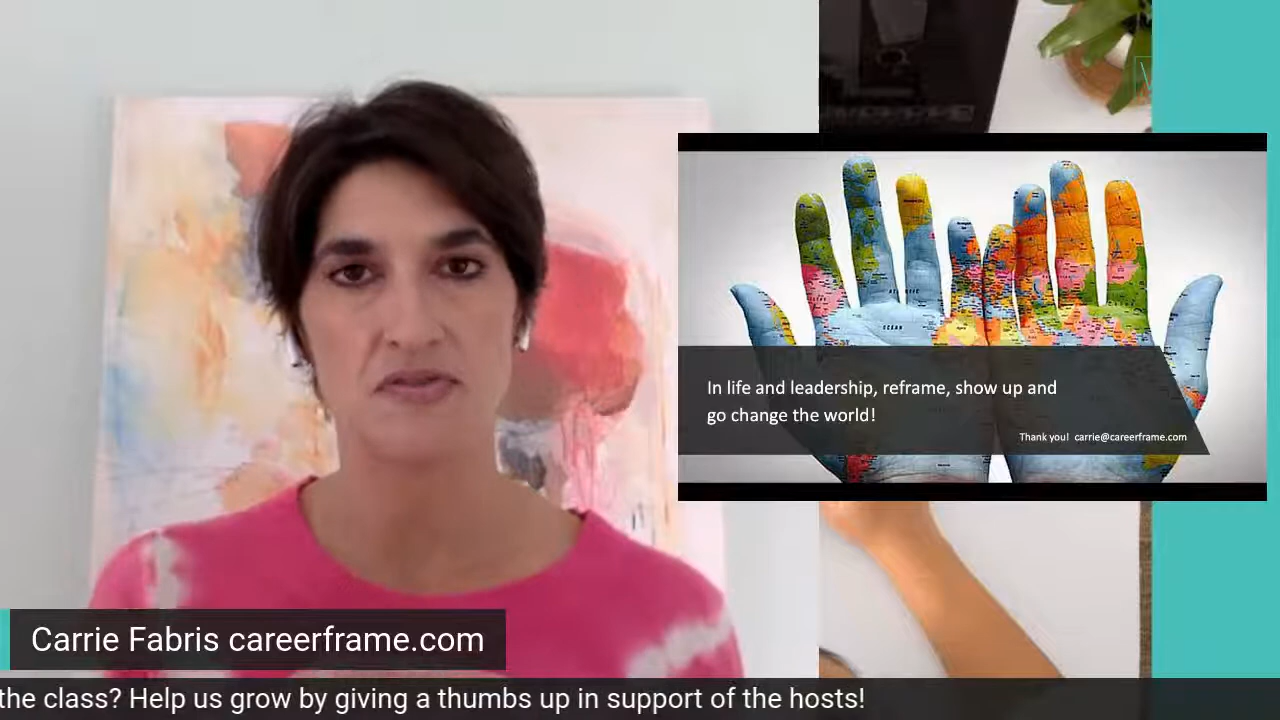 In life and leadership, reframe, show up and
go change the world!
Thank you! carrie@careerframe.com
Carrie Fabris careerframe.com
the class? Help us grow by giving a thumbs up in support of the hosts!